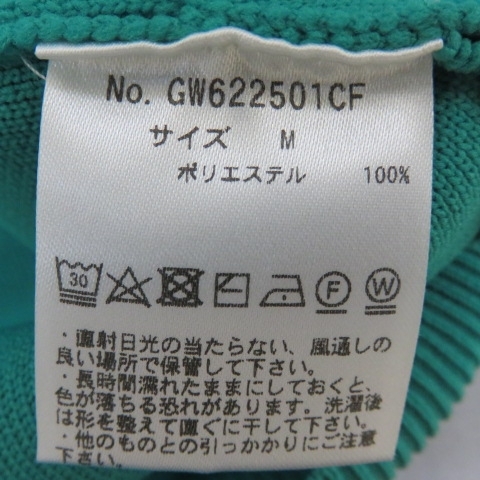 No. GW622501CF
サイズ M
ポリエステル 100%
30 F W
・直射日光の当たらない、風通しの
良い場所で保管して下さい。
・長時間濡れたままにしておくと、
色が落ちる恐れがあります。洗濯後
は形を整えて直ぐに干して下さい。
・他のものとの引っかかりにご注意
下さい。